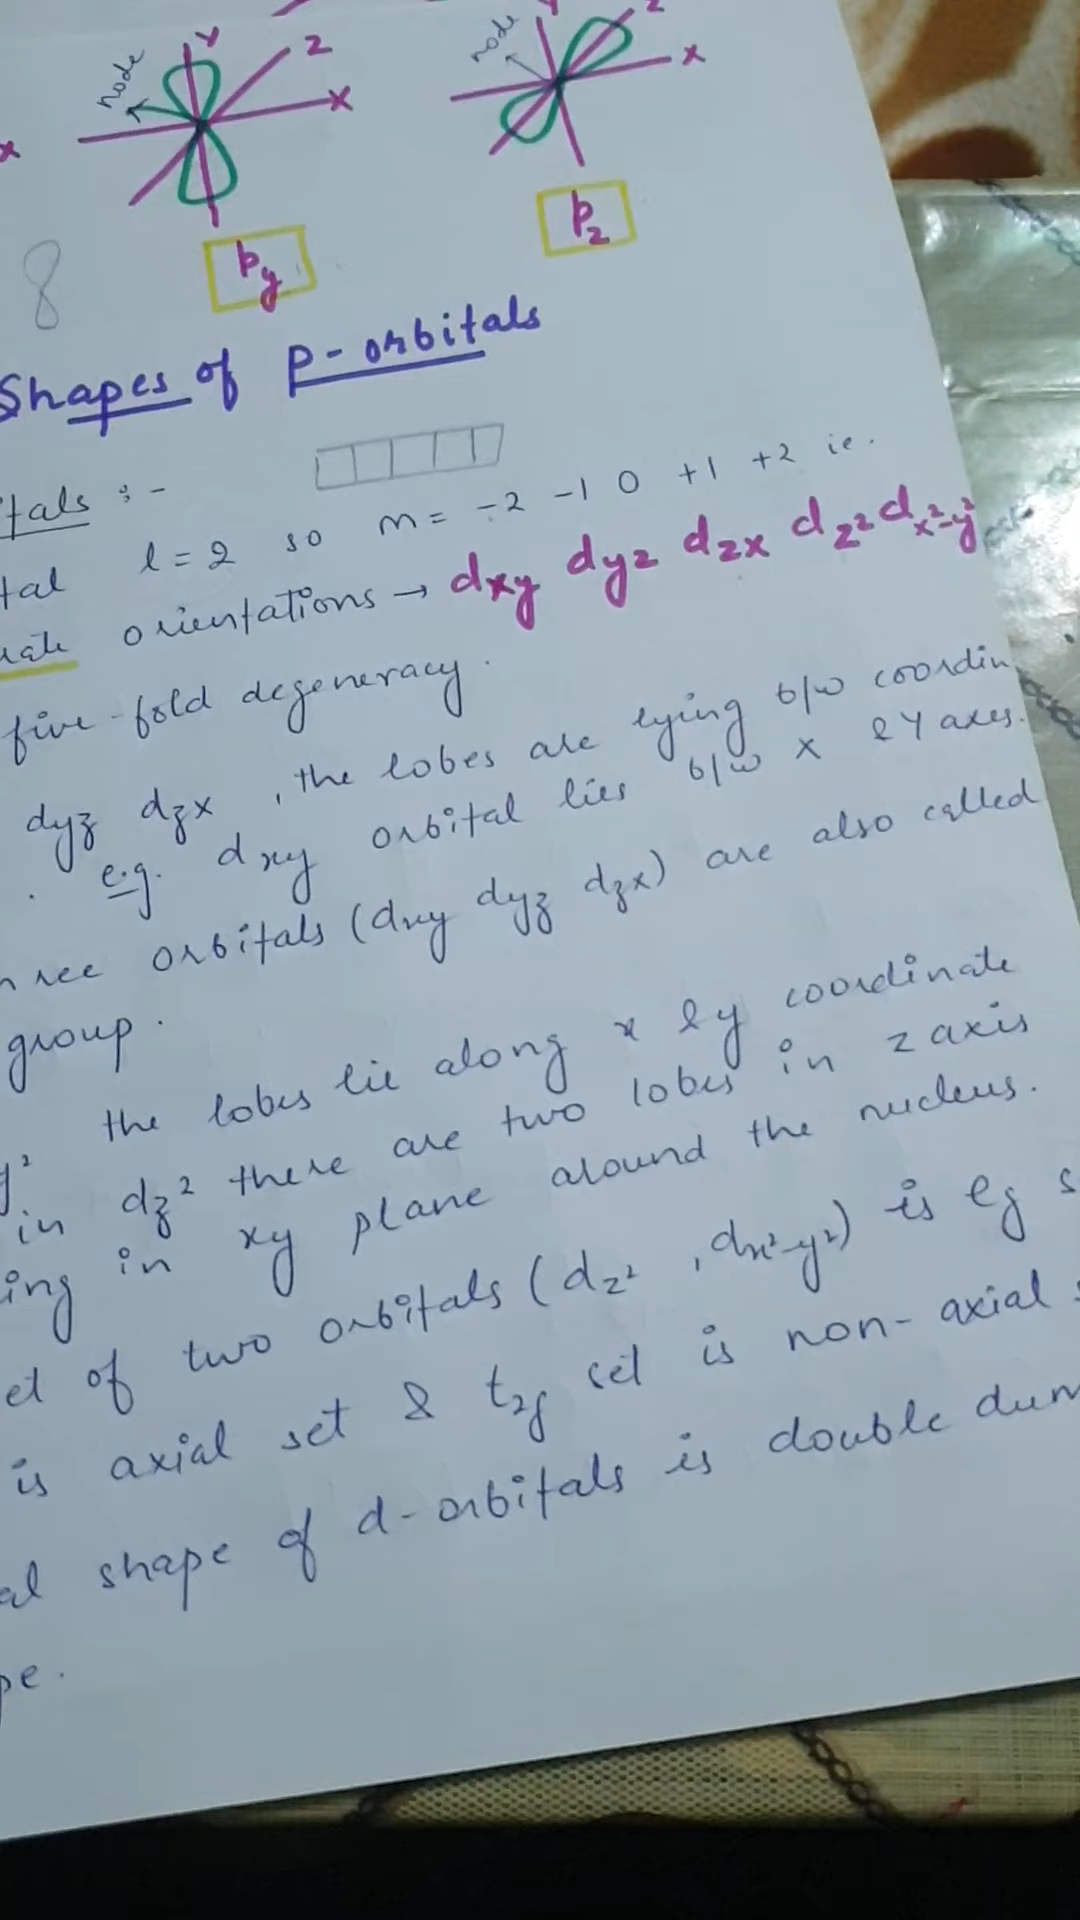 node Y Z X
node Y Z X
x
py
pz
8
Shapes of p-orbitals
itals :-
tal l = 2 so m = -2 -1 0 +1 +2 ie.
orientations → dxy dyz dzx dz² dx²-y²
five-fold degeneracy.
dyz dzx , the lobes are lying b/w coordin
. e.g. dxy orbital lies b/w x & Y axes.
hree orbitals (dxy dyz dzx) are also called
group.
y² the lobes lie along x & y coordinate
in dz² there are two lobes in z axis
ing in xy plane around the nucleus.
et of two orbitals (dz² , dx²-y²) is eg s
is axial set & t2g set is non-axial s
al shape of d-orbitals is double dum
pe.